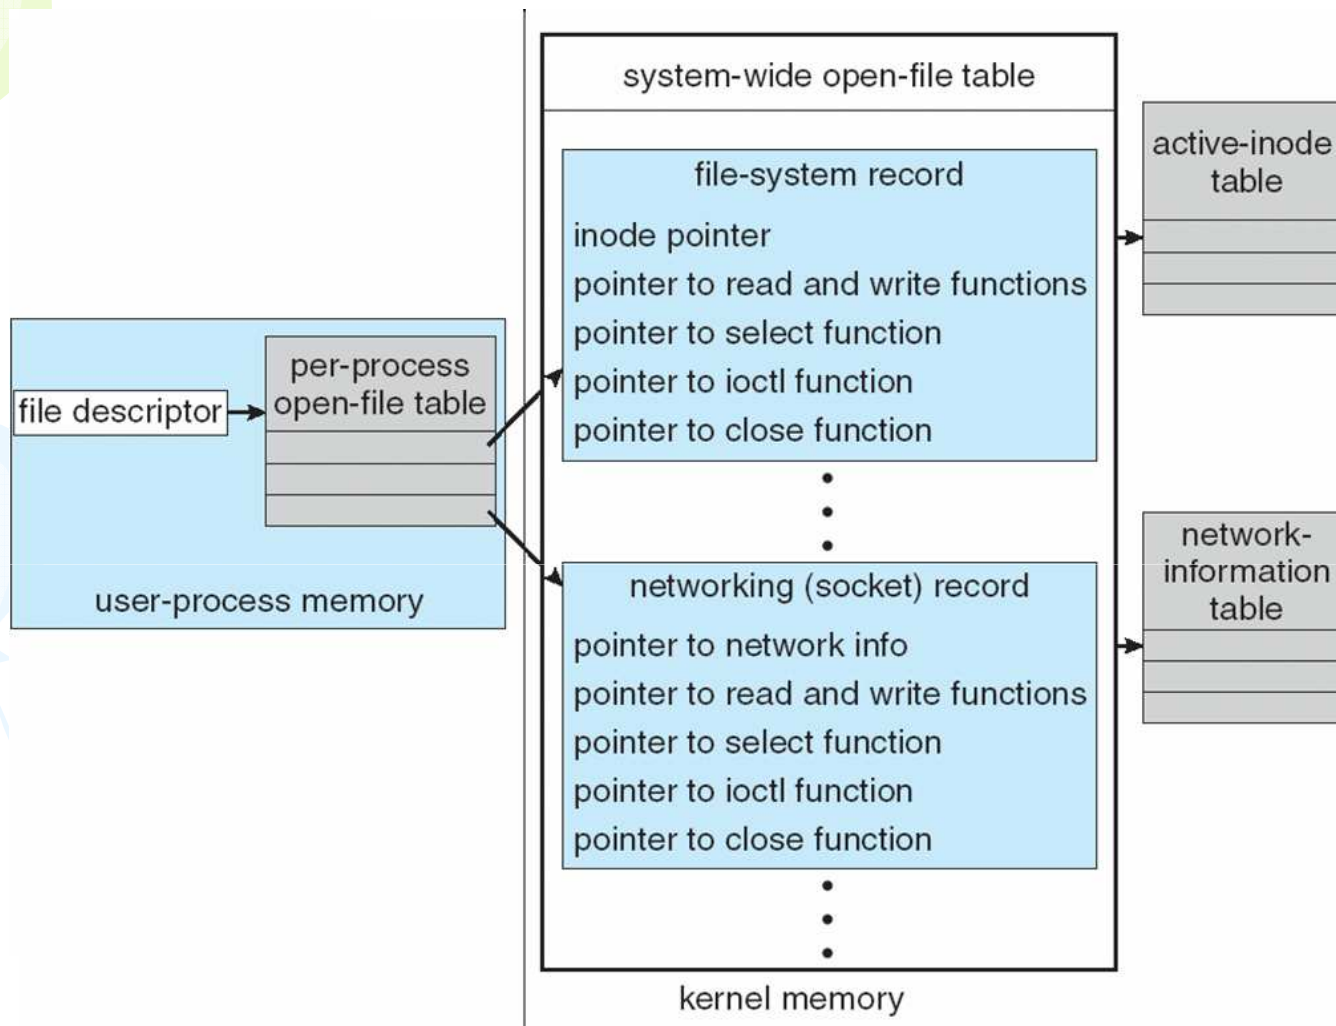 system-wide open-file table
file-system record
inode pointer
pointer to read and write functions
pointer to select function
pointer to ioctl function
pointer to close function
active-inode
table
file descriptor
per-process
open-file table
user-process memory
networking (socket) record
pointer to network info
pointer to read and write functions
pointer to select function
pointer to ioctl function
pointer to close function
network-
information
table
kernel memory